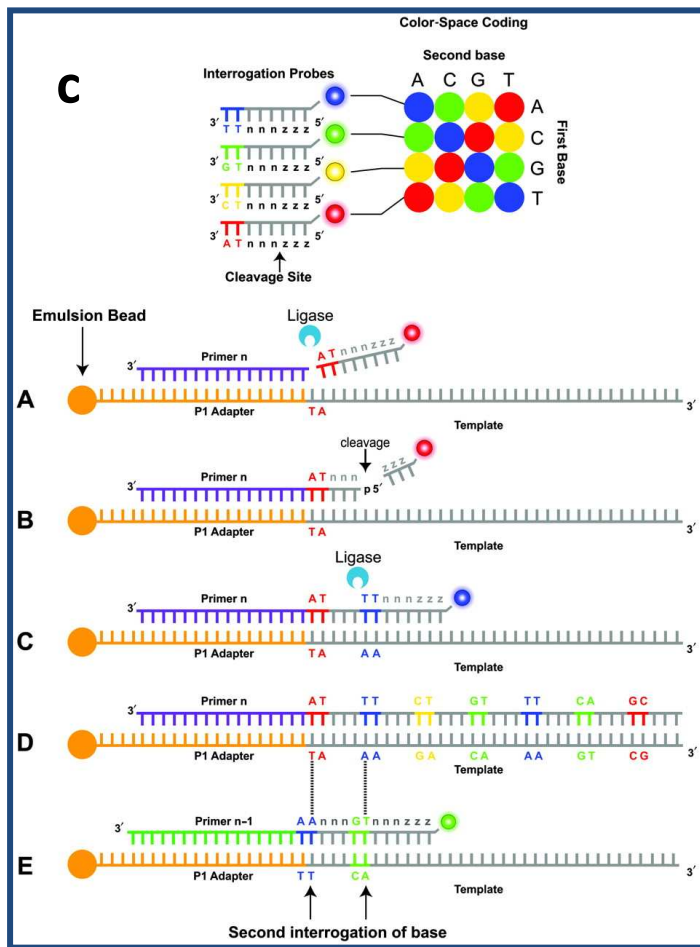 Color-Space Coding
C
Second base
Interrogation Probes
A C G T
A
C
G
T
First Base
3′ T T n n n z z z 5′
3′ G T n n n z z z 5′
3′ C T n n n z z z 5′
3′ A T n n n z z z 5′
Cleavage Site
Emulsion Bead
Ligase
A T n n n z z z
3′ Primer n
A
P1 Adapter T A Template 3′
cleavage
z z z
Primer n A T n n n
3′ p 5′
B
P1 Adapter T A Template 3′
Ligase
Primer n A T T T n n n z z z
3′
C
P1 Adapter T A A A Template 3′
Primer n A T T T C T G T T T C A G C
3′
D
P1 Adapter T A A A G A C A A A G T C G 3′
Template
Primer n–1 A A n n n G T n n n z z z
3′
E
P1 Adapter T T C A Template 3′
Second interrogation of base